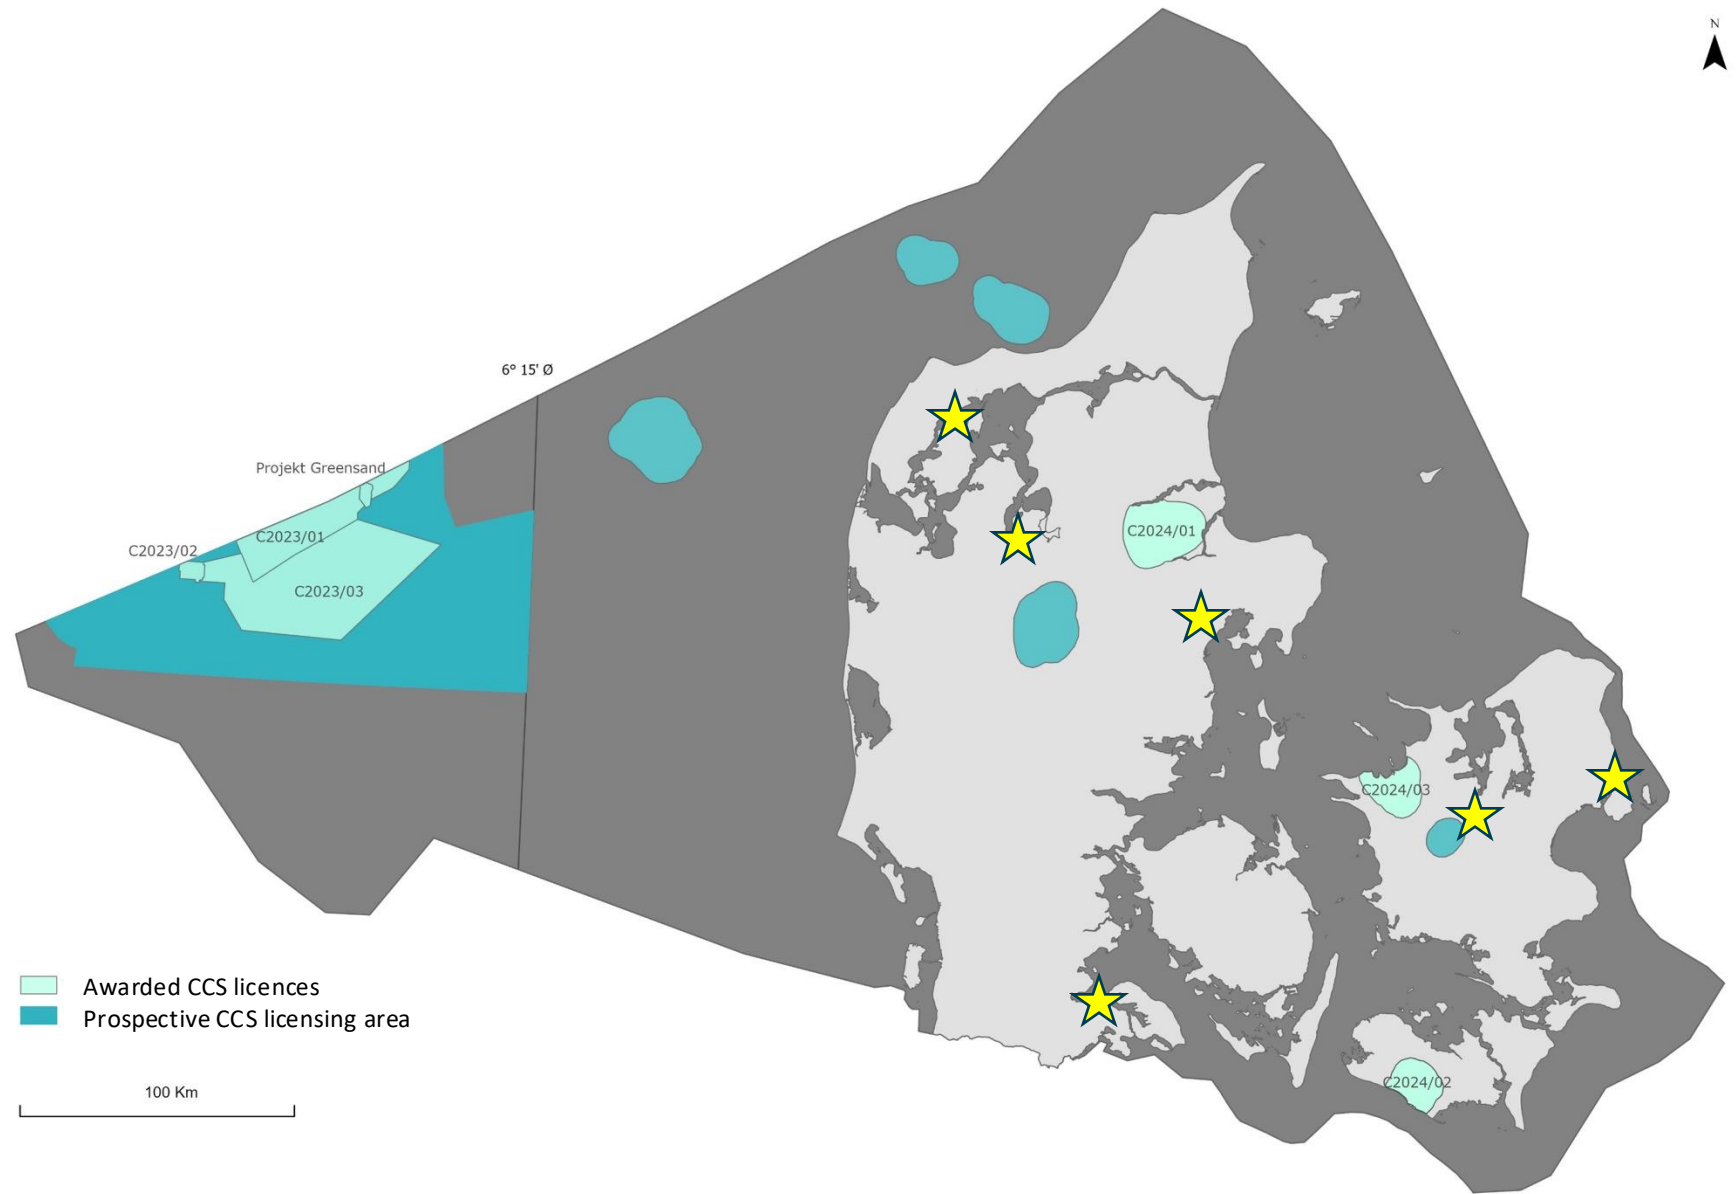 N
6° 15' Ø
Projekt Greensand
C2023/01
C2023/02
C2023/03
C2024/01
C2024/03
C2024/02
Awarded CCS licences
Prospective CCS licensing area
100 Km